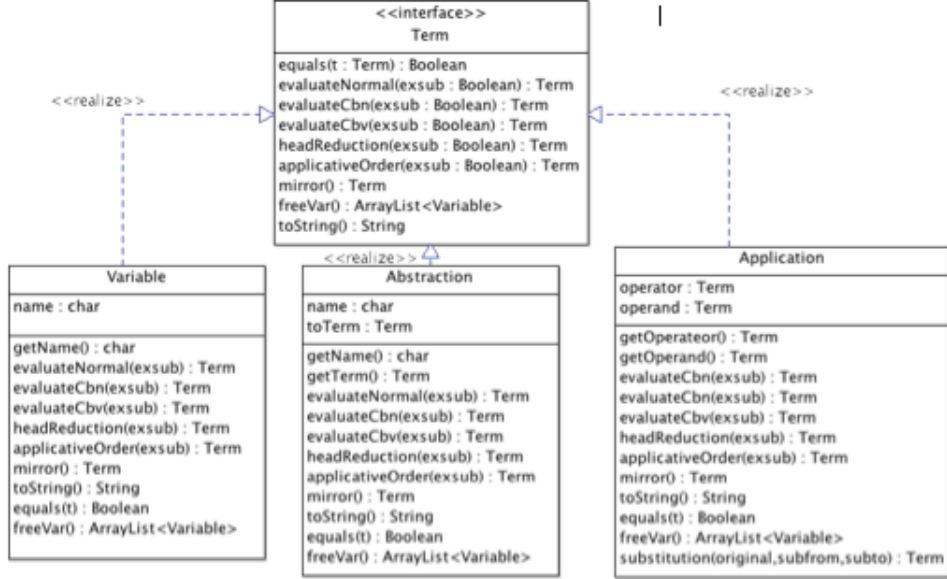 <<interface>>
Term
equals(t : Term) : Boolean
evaluateNormal(exsub : Boolean) : Term
evaluateCbn(exsub : Boolean) : Term
evaluateCbv(exsub : Boolean) : Term
headReduction(exsub : Boolean) : Term
applicativeOrder(exsub : Boolean) : Term
mirror() : Term
freeVar() : ArrayList<Variable>
toString() : String
<<realize>>
<<realize>>
<<realize>>
Variable
name : char
getName() : char
evaluateNormal(exsub) : Term
evaluateCbn(exsub) : Term
evaluateCbv(exsub) : Term
headReduction(exsub) : Term
applicativeOrder(exsub) : Term
mirror() : Term
toString() : String
equals(t) : Boolean
freeVar() : ArrayList<Variable>
Abstraction
name : char
toTerm : Term
getName() : char
getTerm() : Term
evaluateNormal(exsub) : Term
evaluateCbn(exsub) : Term
evaluateCbv(exsub) : Term
headReduction(exsub) : Term
applicativeOrder(exsub) : Term
mirror() : Term
toString() : String
equals(t) : Boolean
freeVar() : ArrayList<Variable>
Application
operator : Term
operand : Term
getOperateor() : Term
getOperand() : Term
evaluateCbn(exsub) : Term
evaluateCbn(exsub) : Term
evaluateCbv(exsub) : Term
headReduction(exsub) : Term
applicativeOrder(exsub) : Term
mirror() : Term
toString() : String
equals(t) : Boolean
freeVar() : ArrayList<Variable>
substitution(original,subfrom,subto) : Term